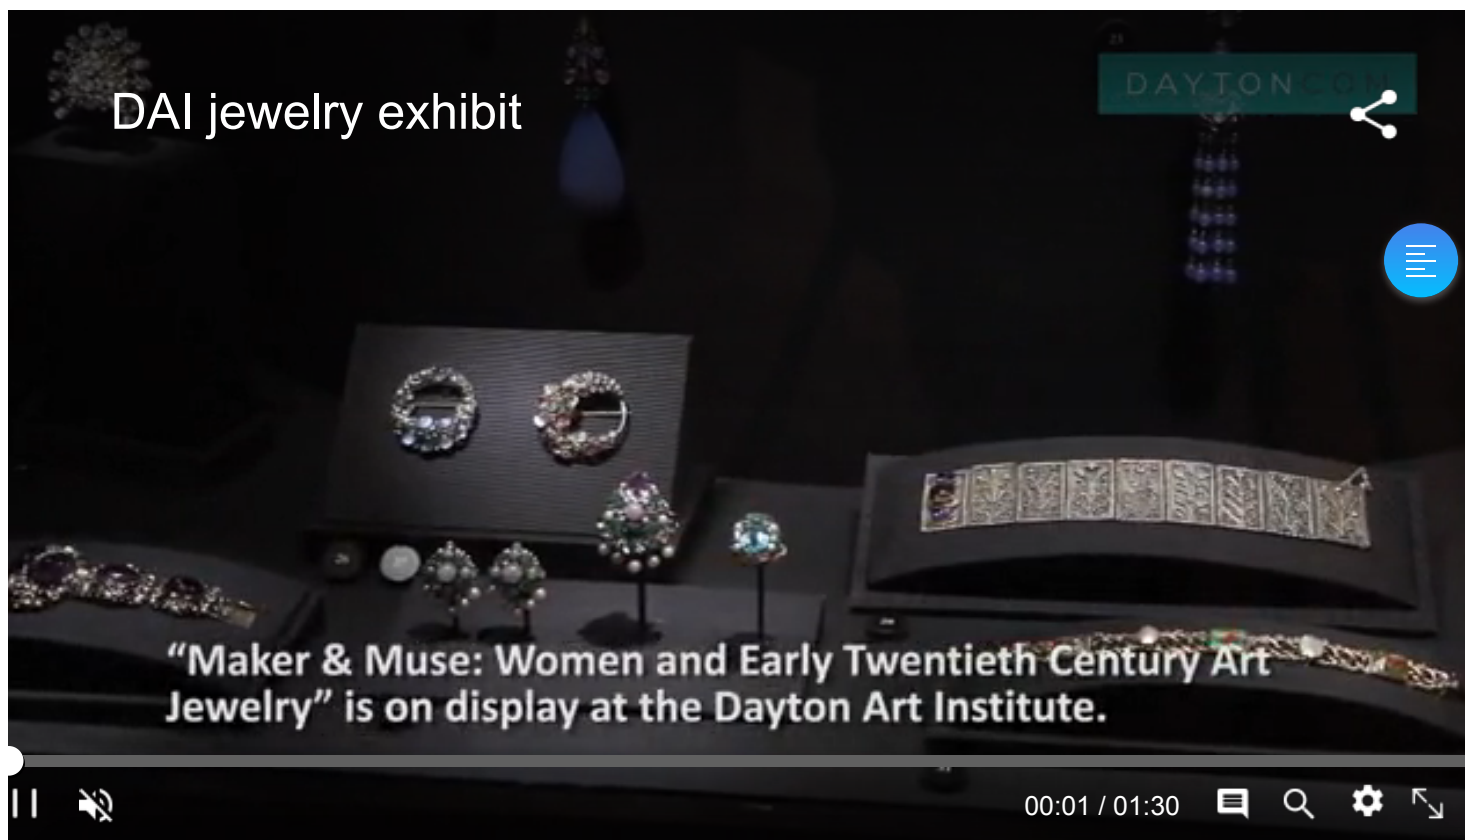 DAI jewelry exhibit
DAYTON.COM
“Maker & Muse: Women and Early Twentieth Century Art
Jewelry” is on display at the Dayton Art Institute.
00:01 / 01:30